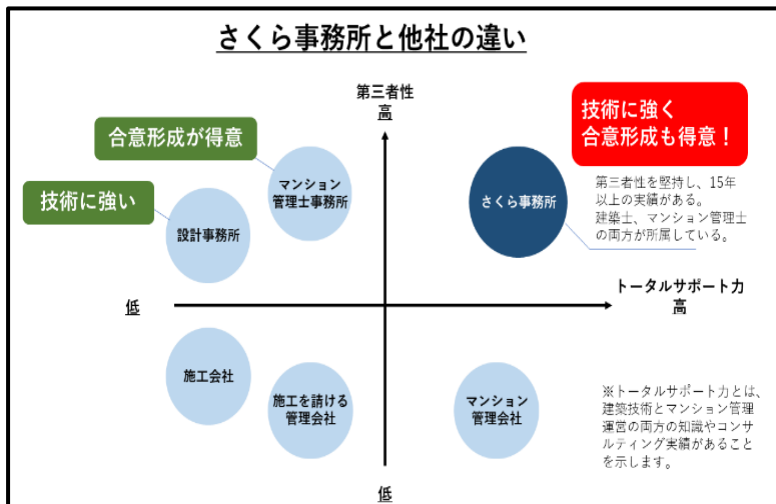 さくら事務所と他社の違い
第三者性
高
技術に強く
合意形成も得意！
合意形成が得意
マンション
管理士事務所
技術に強い
設計事務所
さくら事務所
第三者性を堅持し、15年
以上の実績がある。
建築士、マンション管理士
の両方が所属している。
低
トータルサポート力
高
施工会社
施工を請ける
管理会社
マンション
管理会社
※トータルサポート力とは、
建築技術とマンション管理
運営の両方の知識やコンサ
ルティング実績があること
を示します。
低